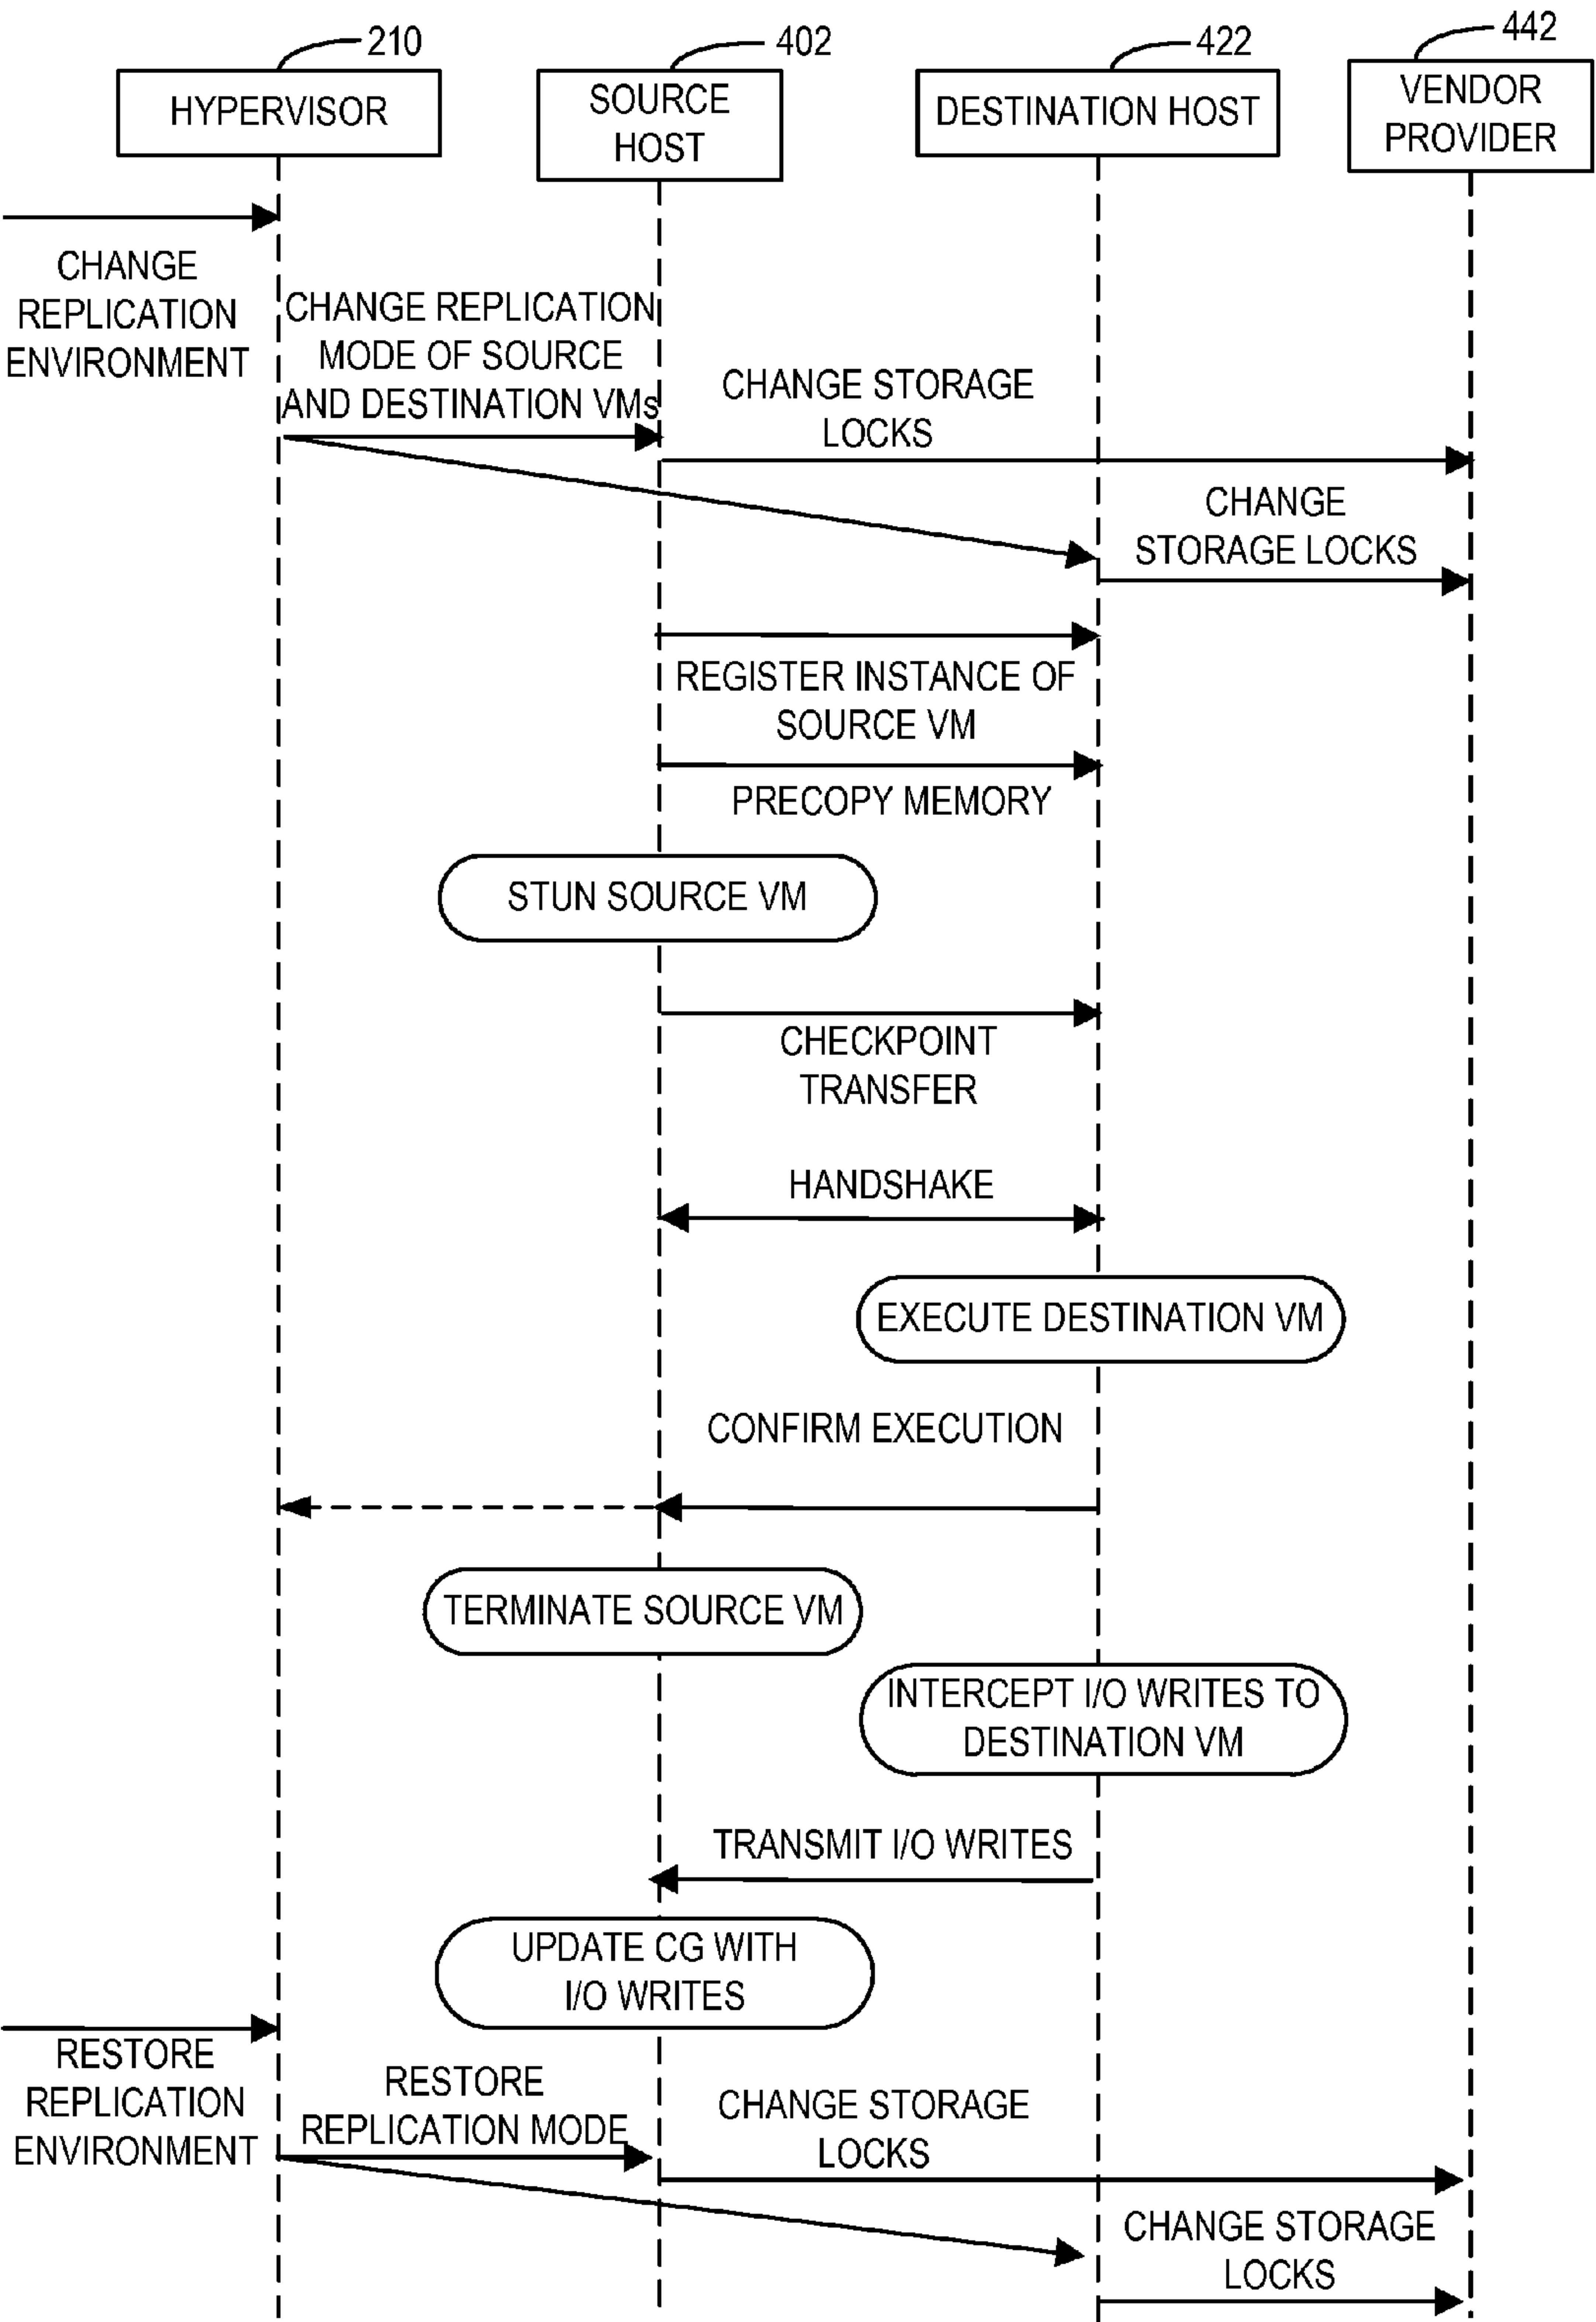 210
402
422
442
HYPERVISOR
SOURCE
HOST
DESTINATION HOST
VENDOR
PROVIDER
CHANGE
REPLICATION
ENVIRONMENT
CHANGE REPLICATION
MODE OF SOURCE
AND DESTINATION VMs
CHANGE STORAGE
LOCKS
CHANGE
STORAGE LOCKS
REGISTER INSTANCE OF
SOURCE VM
PRECOPY MEMORY
STUN SOURCE VM
CHECKPOINT
TRANSFER
HANDSHAKE
EXECUTE DESTINATION VM
CONFIRM EXECUTION
TERMINATE SOURCE VM
INTERCEPT I/O WRITES TO
DESTINATION VM
TRANSMIT I/O WRITES
UPDATE CG WITH
I/O WRITES
RESTORE
REPLICATION
ENVIRONMENT
RESTORE
REPLICATION MODE
CHANGE STORAGE
LOCKS
CHANGE STORAGE
LOCKS